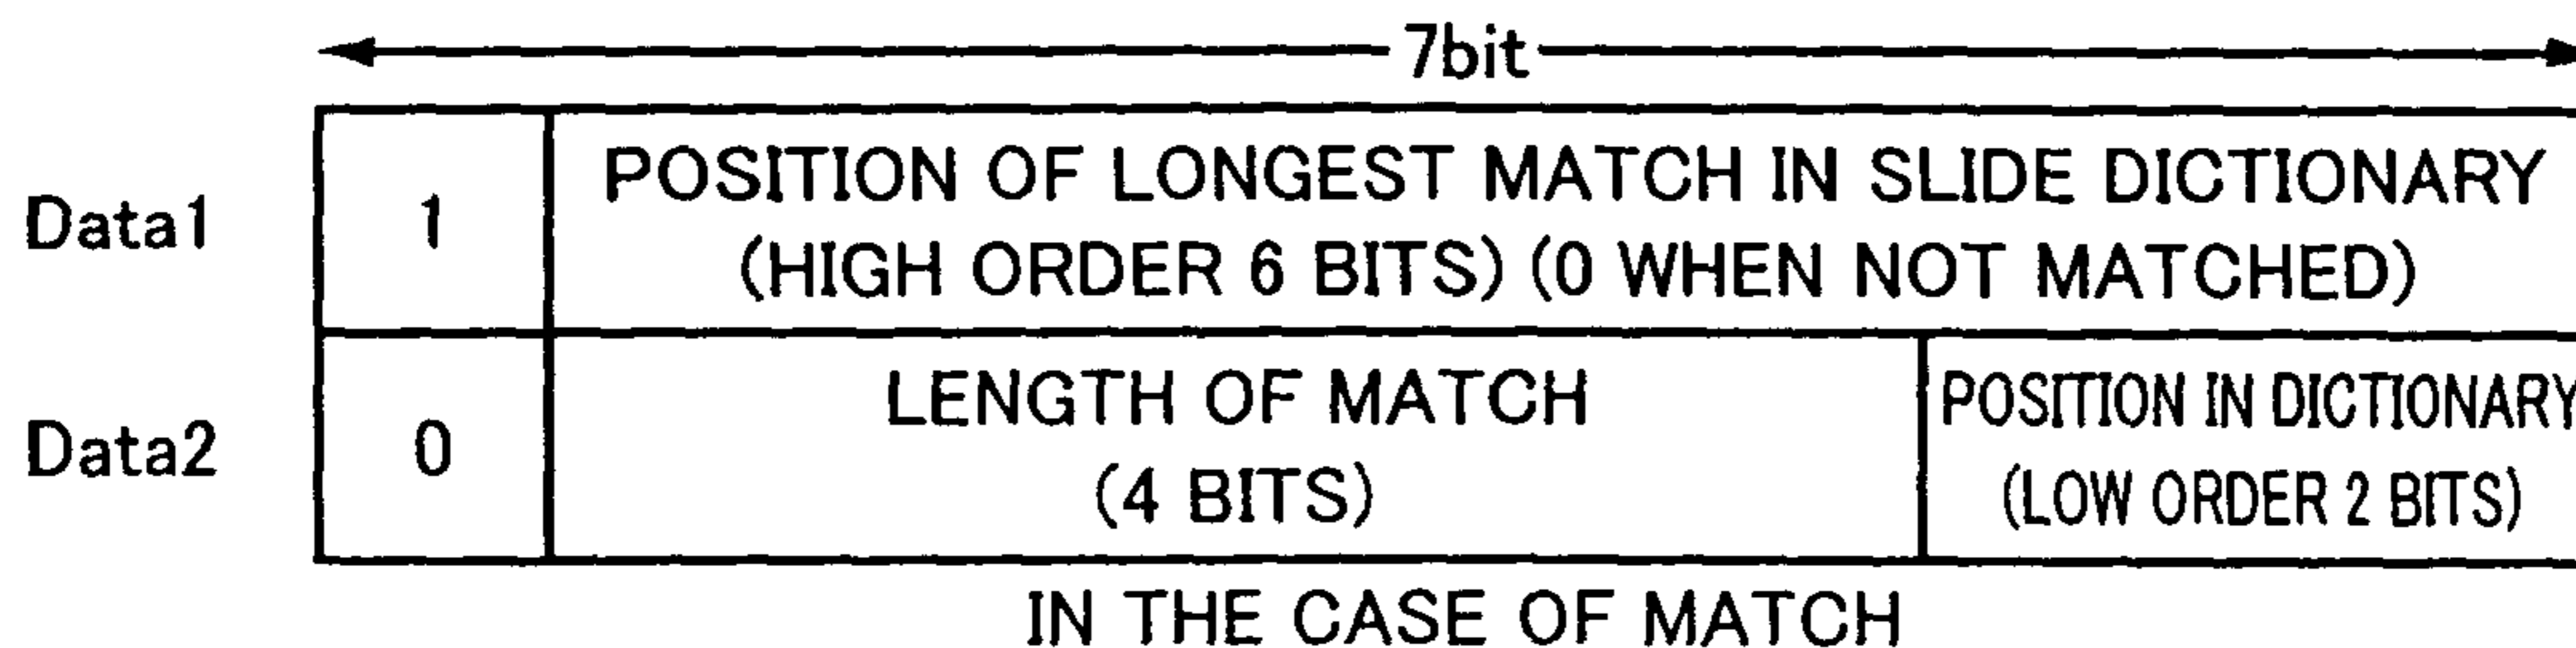 7bit
Data1 1 POSITION OF LONGEST MATCH IN SLIDE DICTIONARY
(HIGH ORDER 6 BITS) (0 WHEN NOT MATCHED)
Data2 0 LENGTH OF MATCH
(4 BITS)
POSITION IN DICTIONARY
(LOW ORDER 2 BITS)
IN THE CASE OF MATCH